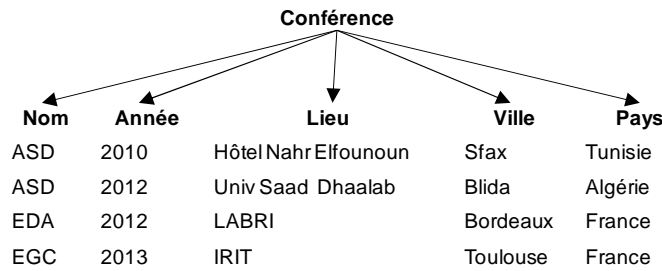 Conférence
Nom Année Lieu Ville Pays
ASD 2010 Hôtel Nahr Elfounoun Sfax Tunisie
ASD 2012 Univ Saad Dhaalab Blida Algérie
EDA 2012 LABRI Bordeaux France
EGC 2013 IRIT Toulouse France